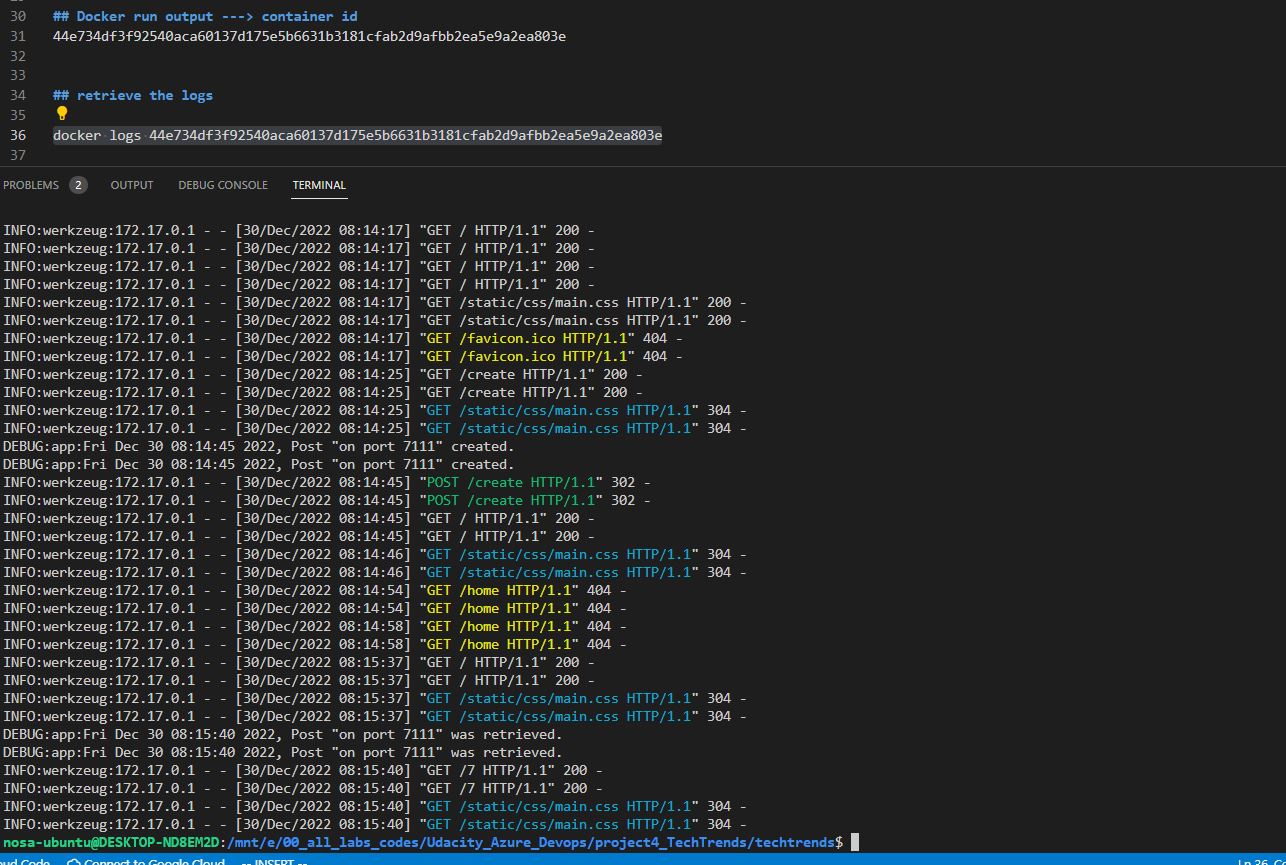 30 ## Docker run output ---> container id
31 44e734df3f92540aca60137d175e5b6631b3181cfab2d9afbb2ea5e9a2ea803e
32
33
34 ## retrieve the logs
35
36 docker logs 44e734df3f92540aca60137d175e5b6631b3181cfab2d9afbb2ea5e9a2ea803e
37
PROBLEMS 2 OUTPUT DEBUG CONSOLE TERMINAL
INFO:werkzeug:172.17.0.1 - - [30/Dec/2022 08:14:17] "GET / HTTP/1.1" 200 -
INFO:werkzeug:172.17.0.1 - - [30/Dec/2022 08:14:17] "GET / HTTP/1.1" 200 -
INFO:werkzeug:172.17.0.1 - - [30/Dec/2022 08:14:17] "GET / HTTP/1.1" 200 -
INFO:werkzeug:172.17.0.1 - - [30/Dec/2022 08:14:17] "GET / HTTP/1.1" 200 -
INFO:werkzeug:172.17.0.1 - - [30/Dec/2022 08:14:17] "GET /static/css/main.css HTTP/1.1" 200 -
INFO:werkzeug:172.17.0.1 - - [30/Dec/2022 08:14:17] "GET /static/css/main.css HTTP/1.1" 200 -
INFO:werkzeug:172.17.0.1 - - [30/Dec/2022 08:14:17] "GET /favicon.ico HTTP/1.1" 404 -
INFO:werkzeug:172.17.0.1 - - [30/Dec/2022 08:14:17] "GET /favicon.ico HTTP/1.1" 404 -
INFO:werkzeug:172.17.0.1 - - [30/Dec/2022 08:14:25] "GET /create HTTP/1.1" 200 -
INFO:werkzeug:172.17.0.1 - - [30/Dec/2022 08:14:25] "GET /create HTTP/1.1" 200 -
INFO:werkzeug:172.17.0.1 - - [30/Dec/2022 08:14:25] "GET /static/css/main.css HTTP/1.1" 304 -
INFO:werkzeug:172.17.0.1 - - [30/Dec/2022 08:14:25] "GET /static/css/main.css HTTP/1.1" 304 -
DEBUG:app:Fri Dec 30 08:14:45 2022, Post "on port 7111" created.
DEBUG:app:Fri Dec 30 08:14:45 2022, Post "on port 7111" created.
INFO:werkzeug:172.17.0.1 - - [30/Dec/2022 08:14:45] "POST /create HTTP/1.1" 302 -
INFO:werkzeug:172.17.0.1 - - [30/Dec/2022 08:14:45] "POST /create HTTP/1.1" 302 -
INFO:werkzeug:172.17.0.1 - - [30/Dec/2022 08:14:45] "GET / HTTP/1.1" 200 -
INFO:werkzeug:172.17.0.1 - - [30/Dec/2022 08:14:45] "GET / HTTP/1.1" 200 -
INFO:werkzeug:172.17.0.1 - - [30/Dec/2022 08:14:46] "GET /static/css/main.css HTTP/1.1" 304 -
INFO:werkzeug:172.17.0.1 - - [30/Dec/2022 08:14:46] "GET /static/css/main.css HTTP/1.1" 304 -
INFO:werkzeug:172.17.0.1 - - [30/Dec/2022 08:14:54] "GET /home HTTP/1.1" 404 -
INFO:werkzeug:172.17.0.1 - - [30/Dec/2022 08:14:54] "GET /home HTTP/1.1" 404 -
INFO:werkzeug:172.17.0.1 - - [30/Dec/2022 08:14:58] "GET /home HTTP/1.1" 404 -
INFO:werkzeug:172.17.0.1 - - [30/Dec/2022 08:14:58] "GET /home HTTP/1.1" 404 -
INFO:werkzeug:172.17.0.1 - - [30/Dec/2022 08:15:37] "GET / HTTP/1.1" 200 -
INFO:werkzeug:172.17.0.1 - - [30/Dec/2022 08:15:37] "GET / HTTP/1.1" 200 -
INFO:werkzeug:172.17.0.1 - - [30/Dec/2022 08:15:37] "GET /static/css/main.css HTTP/1.1" 304 -
INFO:werkzeug:172.17.0.1 - - [30/Dec/2022 08:15:37] "GET /static/css/main.css HTTP/1.1" 304 -
DEBUG:app:Fri Dec 30 08:15:40 2022, Post "on port 7111" was retrieved.
DEBUG:app:Fri Dec 30 08:15:40 2022, Post "on port 7111" was retrieved.
INFO:werkzeug:172.17.0.1 - - [30/Dec/2022 08:15:40] "GET /7 HTTP/1.1" 200 -
INFO:werkzeug:172.17.0.1 - - [30/Dec/2022 08:15:40] "GET /7 HTTP/1.1" 200 -
INFO:werkzeug:172.17.0.1 - - [30/Dec/2022 08:15:40] "GET /static/css/main.css HTTP/1.1" 304 -
INFO:werkzeug:172.17.0.1 - - [30/Dec/2022 08:15:40] "GET /static/css/main.css HTTP/1.1" 304 -
nosa-ubuntu@DESKTOP-ND8EM2D:/mnt/e/00_all_labs_codes/Udacity_Azure_Devops/project4_TechTrends/techtrends$
Code Connect to Google Cloud -- INSERT -- Ln 36,